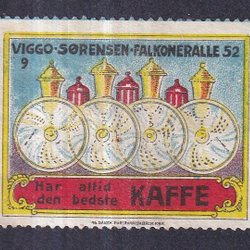 VIGGO-SØRENSEN-FALKONERALLE 52
9
Har altid
den bedste
KAFFE